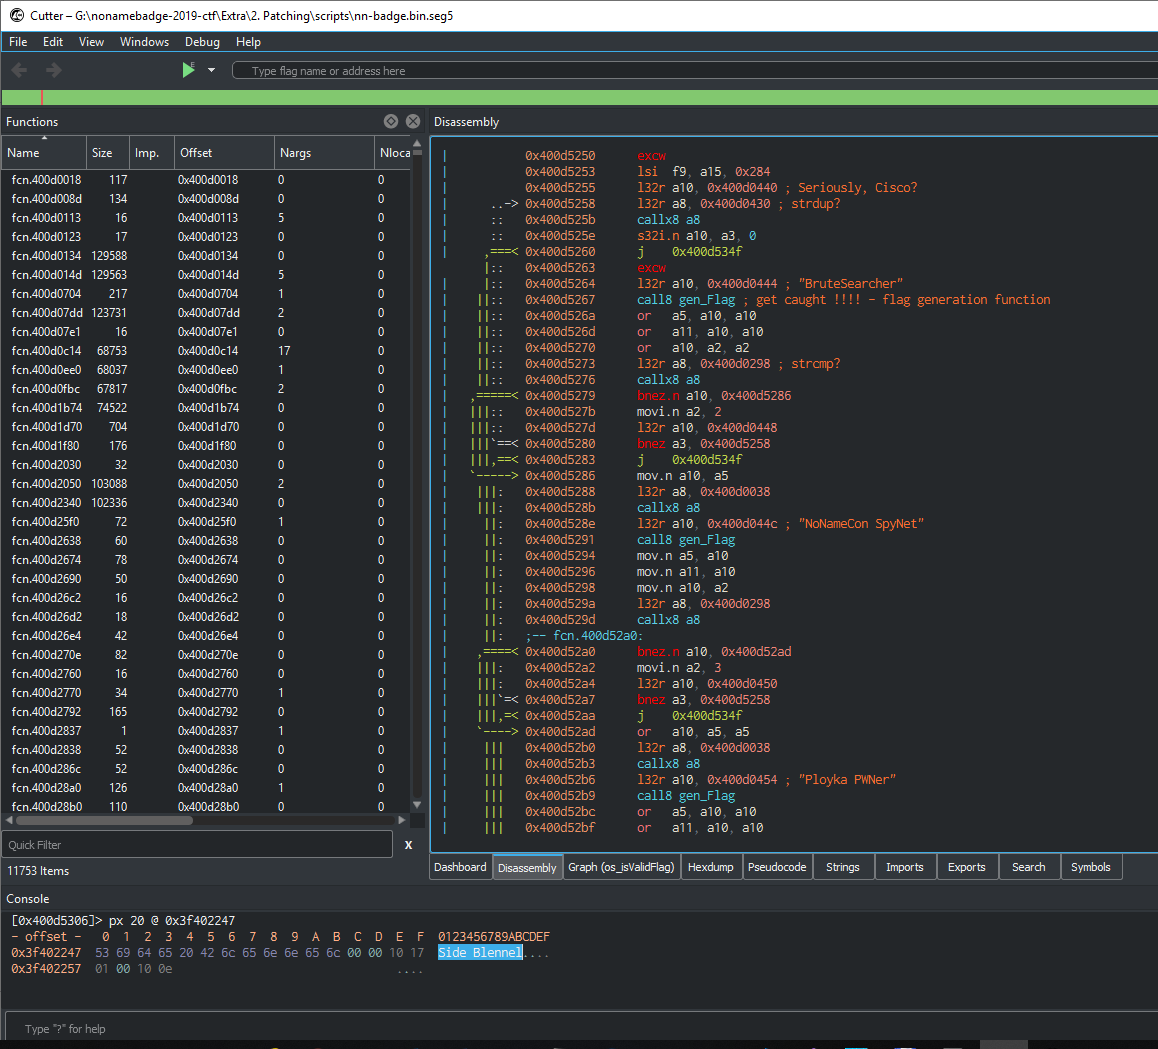 Cutter – G:\nonamebadge-2019-ctf\Extra\2. Patching\scripts\nn-badge.bin.seg5
File Edit View Windows Debug Help
Type flag name or address here
Functions
Name Size Imp. Offset Nargs Nloca
fcn.400d0018 117 0x400d0018 0 0
fcn.400d008d 134 0x400d008d 0 0
fcn.400d0113 16 0x400d0113 5 0
fcn.400d0123 17 0x400d0123 0 0
fcn.400d0134 129588 0x400d0134 0 0
fcn.400d014d 129563 0x400d014d 5 0
fcn.400d0704 217 0x400d0704 1 0
fcn.400d07dd 123731 0x400d07dd 2 0
fcn.400d07e1 16 0x400d07e1 0 0
fcn.400d0c14 68753 0x400d0c14 17 0
fcn.400d0ee0 68037 0x400d0ee0 1 0
fcn.400d0fbc 67817 0x400d0fbc 2 0
fcn.400d1b74 74522 0x400d1b74 0 0
fcn.400d1d70 704 0x400d1d70 0 0
fcn.400d1f80 176 0x400d1f80 0 0
fcn.400d2030 32 0x400d2030 0 0
fcn.400d2050 103088 0x400d2050 2 0
fcn.400d2340 102336 0x400d2340 0 0
fcn.400d25f0 72 0x400d25f0 1 0
fcn.400d2638 60 0x400d2638 0 0
fcn.400d2674 78 0x400d2674 0 0
fcn.400d2690 50 0x400d2690 0 0
fcn.400d26c2 16 0x400d26c2 0 0
fcn.400d26d2 18 0x400d26d2 0 0
fcn.400d26e4 42 0x400d26e4 0 0
fcn.400d270e 82 0x400d270e 0 0
fcn.400d2760 16 0x400d2760 0 0
fcn.400d2770 34 0x400d2770 1 0
fcn.400d2792 165 0x400d2792 0 0
fcn.400d2837 1 0x400d2837 1 0
fcn.400d2838 52 0x400d2838 0 0
fcn.400d286c 52 0x400d286c 0 0
fcn.400d28a0 126 0x400d28a0 1 0
fcn.400d28b0 110 0x400d28b0 0 0
Quick Filter X
11753 Items
Disassembly
| 0x400d5250 excw
| 0x400d5253 lsi f9, a15, 0x284
| 0x400d5255 l32r a10, 0x400d0440 ; Seriously, Cisco?
| ..-> 0x400d5258 l32r a8, 0x400d0430 ; strdup?
| :: 0x400d525b callx8 a8
| :: 0x400d525e s32i.n a10, a3, 0
| ,===< 0x400d5260 j 0x400d534f
|:: 0x400d5263 excw
| |:: 0x400d5264 l32r a10, 0x400d0444 ; "BruteSearcher"
| ||:: 0x400d5267 call8 gen_Flag ; get caught !!!! - flag generation function
| ||:: 0x400d526a or a5, a10, a10
| ||:: 0x400d526d or a11, a10, a10
| ||:: 0x400d5270 or a10, a2, a2
| ||:: 0x400d5273 l32r a8, 0x400d0298 ; strcmp?
| ||:: 0x400d5276 callx8 a8
| ,=====< 0x400d5279 bnez.n a10, 0x400d5286
| |||:: 0x400d527b movi.n a2, 2
| |||:: 0x400d527d l32r a10, 0x400d0448
| |||`==< 0x400d5280 bnez a3, 0x400d5258
| |||,==< 0x400d5283 j 0x400d534f
| `-----> 0x400d5286 mov.n a10, a5
| |||: 0x400d5288 l32r a8, 0x400d0038
| |||: 0x400d528b callx8 a8
| ||: 0x400d528e l32r a10, 0x400d044c ; "NoNameCon SpyNet"
| ||: 0x400d5291 call8 gen_Flag
| ||: 0x400d5294 mov.n a5, a10
| ||: 0x400d5296 mov.n a11, a10
| ||: 0x400d5298 mov.n a10, a2
| ||: 0x400d529a l32r a8, 0x400d0298
| ||: 0x400d529d callx8 a8
| ||: ;-- fcn.400d52a0:
| ,====< 0x400d52a0 bnez.n a10, 0x400d52ad
| |||: 0x400d52a2 movi.n a2, 3
| |||: 0x400d52a4 l32r a10, 0x400d0450
| |||`=< 0x400d52a7 bnez a3, 0x400d5258
| |||,=< 0x400d52aa j 0x400d534f
| `----> 0x400d52ad or a10, a5, a5
| ||| 0x400d52b0 l32r a8, 0x400d0038
| ||| 0x400d52b3 callx8 a8
| ||| 0x400d52b6 l32r a10, 0x400d0454 ; "Ployka PWNer"
| ||| 0x400d52b9 call8 gen_Flag
| ||| 0x400d52bc or a5, a10, a10
| ||| 0x400d52bf or a11, a10, a10
Dashboard Disassembly Graph (os_isValidFlag) Hexdump Pseudocode Strings Imports Exports Search Symbols
Console
[0x400d5306]> px 20 @ 0x3f402247
- offset - 0 1 2 3 4 5 6 7 8 9 A B C D E F 0123456789ABCDEF
0x3f402247 53 69 64 65 20 42 6c 65 6e 6e 65 6c 00 00 10 17 Side Blennel....
0x3f402257 01 00 10 0e ....
Type "?" for help